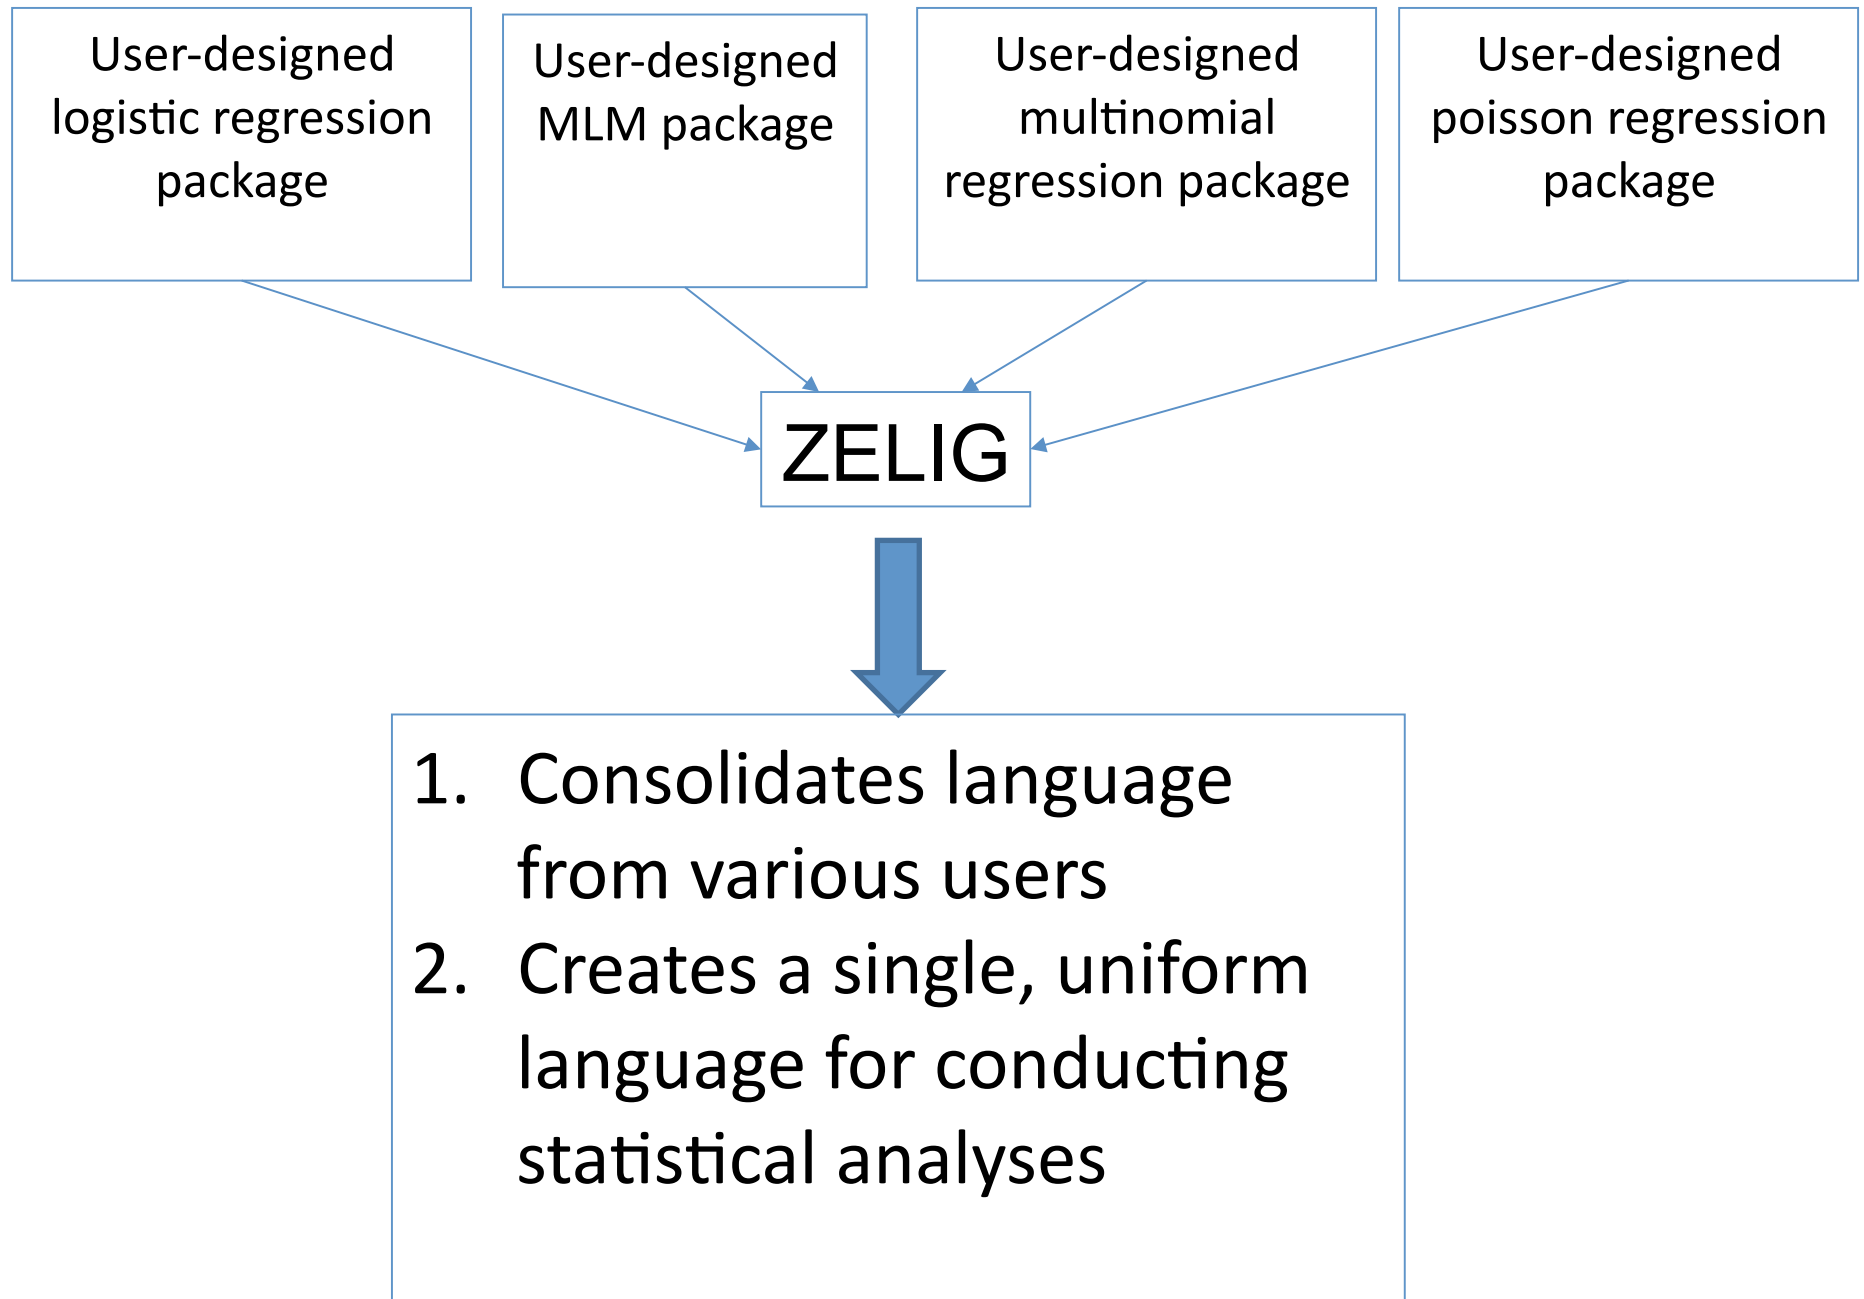 User-designed
logistic regression
package
User-designed
MLM package
User-designed
multinomial
regression package
User-designed
poisson regression
package
ZELIG
1. Consolidates language
from various users
2. Creates a single, uniform
language for conducting
statistical analyses